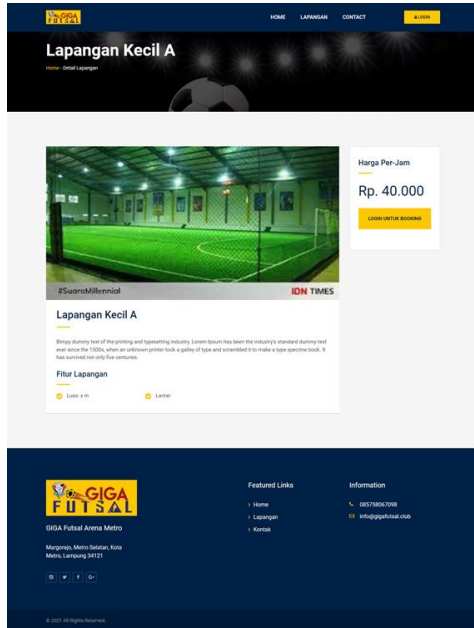 GIGA
FUTSAL
HOME
LAPANGAN
CONTACT
LOGIN
Lapangan Kecil A
Home - Detail Lapangan
#SuaraMillennial
IDN TIMES
Harga Per-Jam
Rp. 40.000
LOGIN UNTUK BOOKING
Lapangan Kecil A
Bimpy dummy text of the printing and typesetting industry. Lorem Ipsum has been the industry's standard dummy text
ever since the 1500s, when an unknown printer took a galley of type and scrambled it to make a type specime book. It
has survived not only five centuries.
Fitur Lapangan
Luas: x m
Lantai:
GIGA
FUTSAL
GIGA Futsal Arena Metro
Margorejo, Metro Selatan, Kota
Metro, Lampung 34121
Featured Links
> Home
> Lapangan
> Kontak
Information
085758067098
info@gigafutsal.club
© 2021 All Rights Reserved.